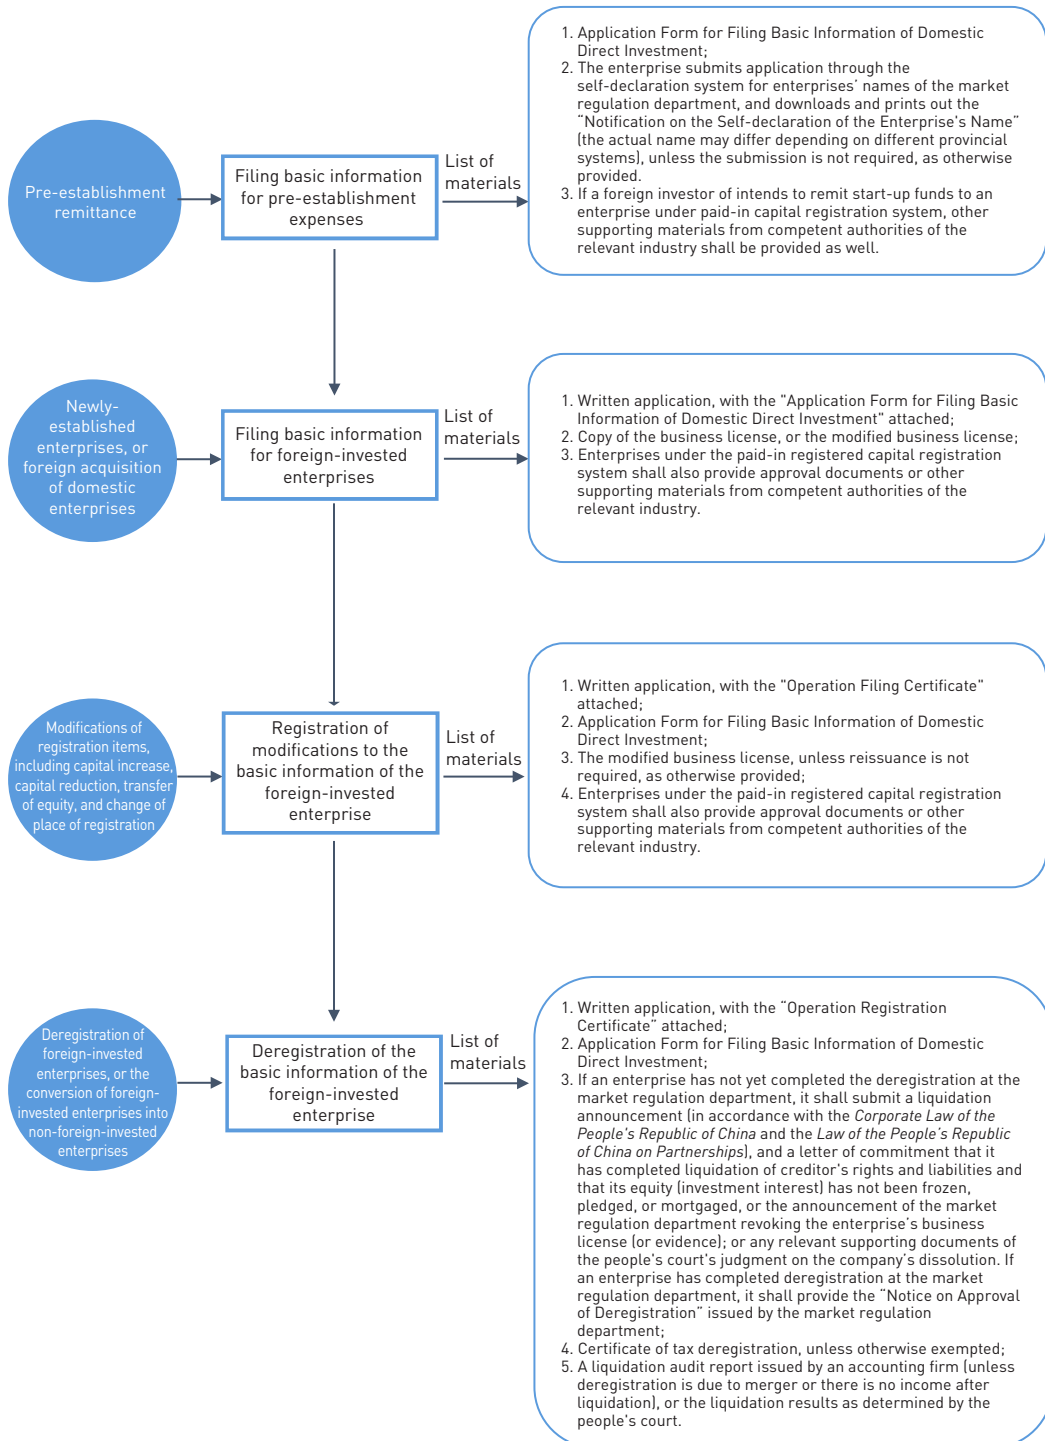 Pre-establishment
remittance
Filing basic information
for pre-establishment
expenses
List of
materials
1. Application Form for Filing Basic Information of Domestic
Direct Investment;
2. The enterprise submits application through the
self-declaration system for enterprises' names of the market
regulation department, and downloads and prints out the
"Notification on the Self-declaration of the Enterprise's Name"
(the actual name may differ depending on different provincial
systems), unless the submission is not required, as otherwise
provided.
3. If a foreign investor of intends to remit start-up funds to an
enterprise under paid-in capital registration system, other
supporting materials from competent authorities of the
relevant industry shall be provided as well.
Newly-
established
enterprises, or
foreign acquisition
of domestic
enterprises
Filing basic information
for foreign-invested
enterprises
List of
materials
1. Written application, with the "Application Form for Filing Basic
Information of Domestic Direct Investment" attached;
2. Copy of the business license, or the modified business license;
3. Enterprises under the paid-in registered capital registration
system shall also provide approval documents or other
supporting materials from competent authorities of the
relevant industry.
Modifications of
registration items,
including capital increase,
capital reduction, transfer
of equity, and change of
place of registration
Registration of
modifications to the
basic information of the
foreign-invested
enterprise
List of
materials
1. Written application, with the "Operation Filing Certificate"
attached;
2. Application Form for Filing Basic Information of Domestic
Direct Investment;
3. The modified business license, unless reissuance is not
required, as otherwise provided;
4. Enterprises under the paid-in registered capital registration
system shall also provide approval documents or other
supporting materials from competent authorities of the
relevant industry.
Deregistration of
foreign-invested
enterprises, or the
conversion of foreign-
invested enterprises into
non-foreign-invested
enterprises
Deregistration of the
basic information of the
foreign-invested
enterprise
List of
materials
1. Written application, with the "Operation Registration
Certificate" attached;
2. Application Form for Filing Basic Information of Domestic
Direct Investment;
3. If an enterprise has not yet completed the deregistration at the
market regulation department, it shall submit a liquidation
announcement (in accordance with the Corporate Law of the
People's Republic of China and the Law of the People's Republic
of China on Partnerships), and a letter of commitment that it
has completed liquidation of creditor's rights and liabilities and
that its equity (investment interest) has not been frozen,
pledged, or mortgaged, or the announcement of the market
regulation department revoking the enterprise's business
license (or evidence); or any relevant supporting documents of
the people's court's judgment on the company's dissolution. If
an enterprise has completed deregistration at the market
regulation department, it shall provide the "Notice on Approval
of Deregistration" issued by the market regulation
department;
4. Certificate of tax deregistration, unless otherwise exempted;
5. A liquidation audit report issued by an accounting firm (unless
deregistration is due to merger or there is no income after
liquidation), or the liquidation results as determined by the
people's court.